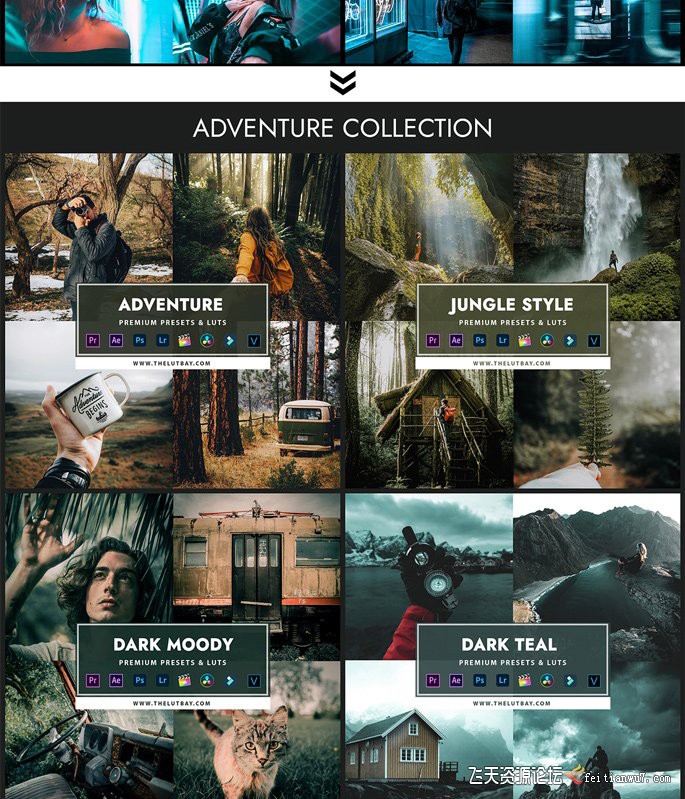 ADVENTURE COLLECTION
ADVENTURE
PREMIUM PRESETS & LUTS
Pr Ae Ps Lr V
WWW.THELUTBAY.COM
JUNGLE STYLE
PREMIUM PRESETS & LUTS
Pr Ae Ps Lr V
WWW.THELUTBAY.COM
Adventure
BEGINS
DARK MOODY
PREMIUM PRESETS & LUTS
Pr Ae Ps Lr V
WWW.THELUTBAY.COM
DARK TEAL
PREMIUM PRESETS & LUTS
Pr Ae Ps Lr V
WWW.THELUTBAY.COM
飞天资源论坛 feitianwu7.com